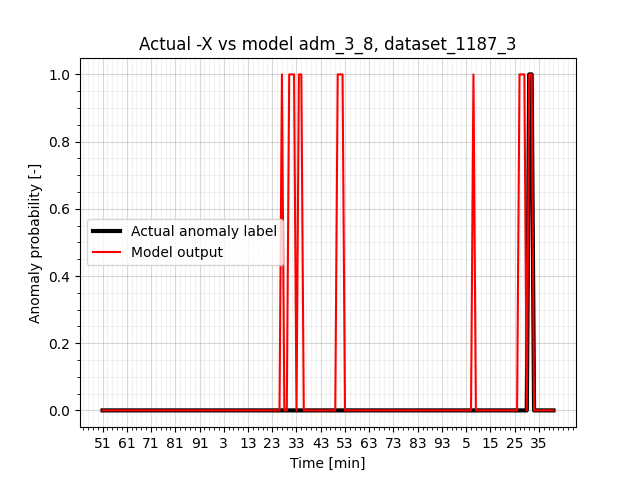 Actual -X vs model adm_3_8, dataset_1187_3
Anomaly probability [-]
1.0
0.8
0.6
0.4
0.2
0.0
Actual anomaly label
Model output
51 61 71 81 91 3 13 23 33 43 53 63 73 83 93 5 15 25 35
Time [min]